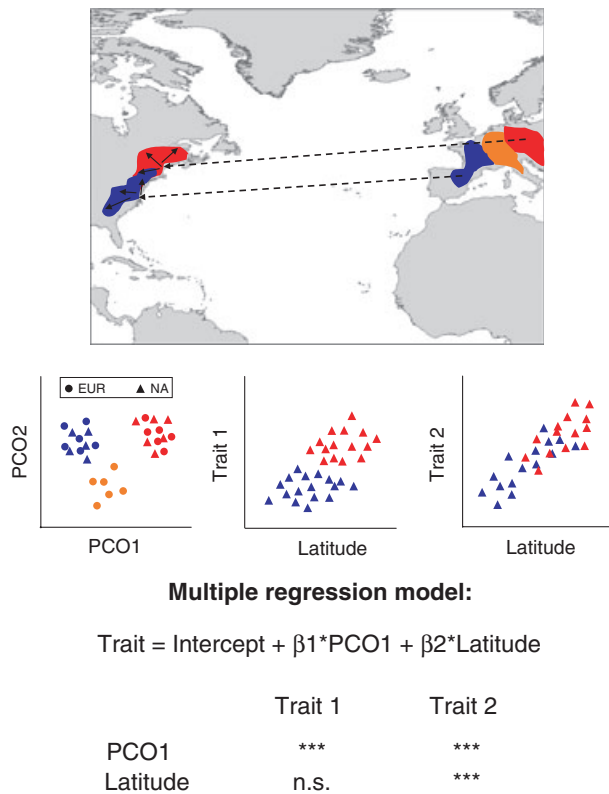 ● EUR ▲ NA
PCO2
PCO1
Trait 1
Latitude
Trait 2
Latitude
Multiple regression model:
Trait = Intercept + β1*PCO1 + β2*Latitude
Trait 1 Trait 2
PCO1 *** ***
Latitude n.s. ***